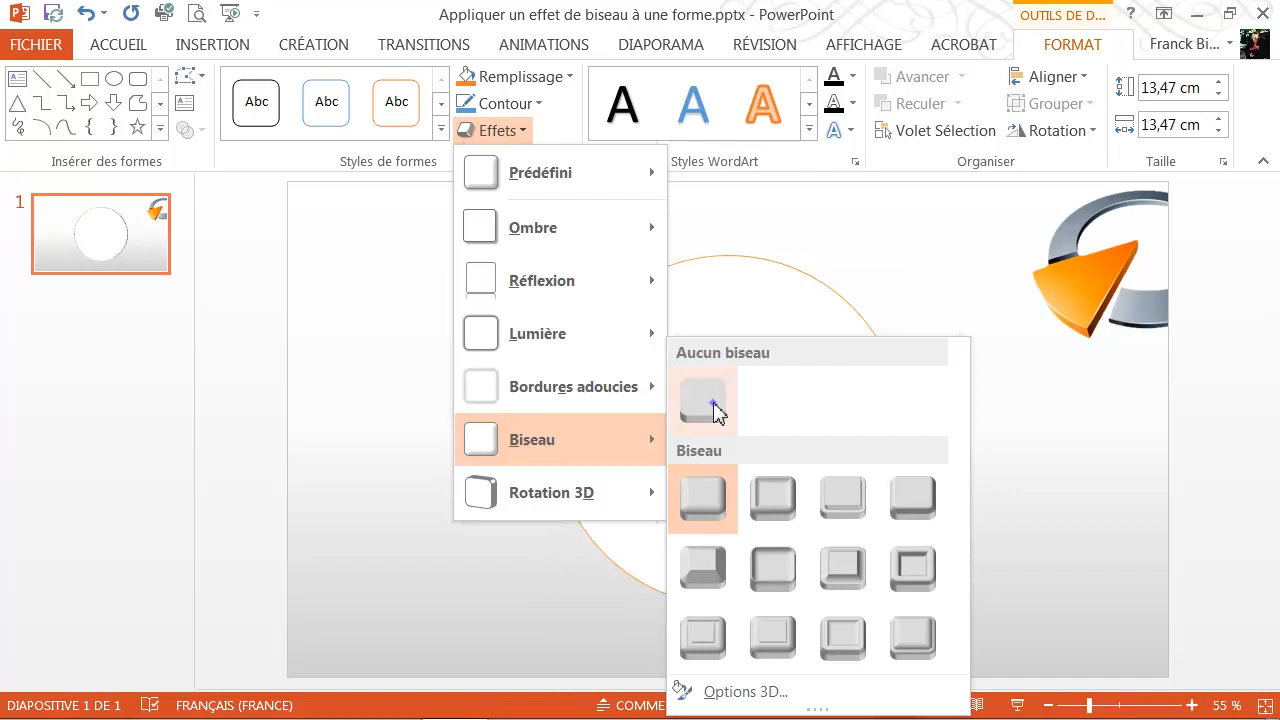 Appliquer un effet de biseau à une forme.pptx - PowerPoint
OUTILS DE D...
?
FICHIER ACCUEIL INSERTION CRÉATION TRANSITIONS ANIMATIONS DIAPORAMA RÉVISION AFFICHAGE ACROBAT FORMAT Franck Bi...
Abc Abc Abc
Remplissage
Contour
Effets
A A A
A
A
A
Avancer
Reculer
Volet Sélection
Aligner
Grouper
Rotation
13,47 cm
13,47 cm
Insérer des formes Styles de formes Styles WordArt Organiser Taille
1
Prédéfini
Ombre
Réflexion
Lumière
Bordures adoucies
Biseau
Rotation 3D
Aucun biseau
Biseau
Options 3D...
DIAPOSITIVE 1 DE 1 FRANÇAIS (FRANCE) COMME 55 %